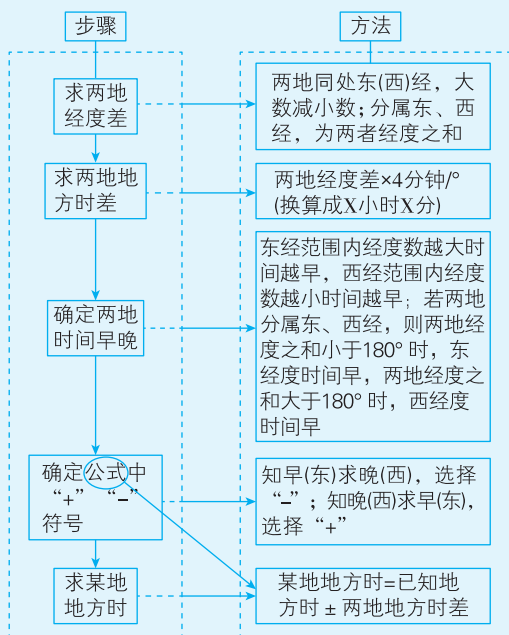 步骤
方法
求两地
经度差
两地同处东(西)经，大
数减小数；分属东、西
经，为两者经度之和
求两地地
方时差
两地经度差×4分钟/°
(换算成X小时X分)
确定两地
时间早晚
东经范围内经度数越大时
间越早，西经范围内经度
数越小时间越早；若两地
分属东、西经，则两地经
度之和小于180° 时，东
经度时间早，两地经度之
和大于180° 时，西经度
时间早
确定公式中
“+” “–”
符号
知早(东)求晚(西)，选择
“–”；知晚(西)求早(东)，
选择“+”
求某地
地方时
某地地方时=已知地
方时 ± 两地地方时差